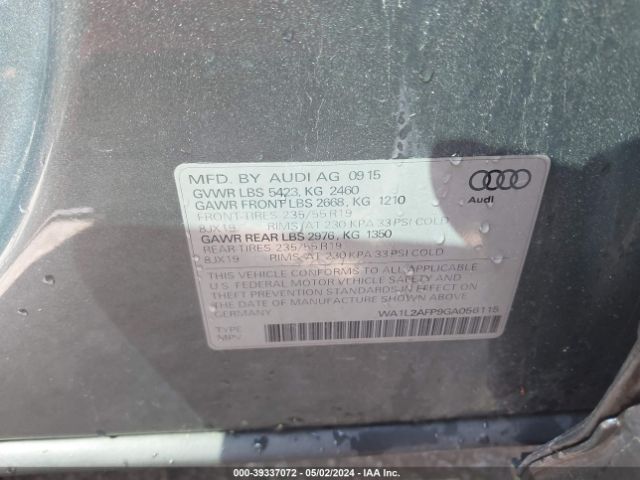 MFD. BY AUDI AG 09.15
GVWR LBS 5423, KG 2460
GAWR FRONT LBS 2668, KG 1210
FRONT-TIRES 235/55 R19
8JX19 RIMS, AT 230 KPA 33 PSI COLD
GAWR REAR LBS 2976, KG 1350
REAR TIRES 235/55 R19
8JX19 RIMS, AT 230 KPA 33 PSI COLD
Audi
THIS VEHICLE CONFORMS TO ALL APPLICABLE
U.S. FEDERAL MOTOR VEHICLE SAFETY AND
THEFT PREVENTION STANDARDS IN EFFECT
ON THE DATE OF MANUFACTURE SHOWN ABOVE.
GERMANY
WA1L2AFP9GA056115
TYPE:
MPV
000-39337072 - 05/02/2024 - IAA Inc.